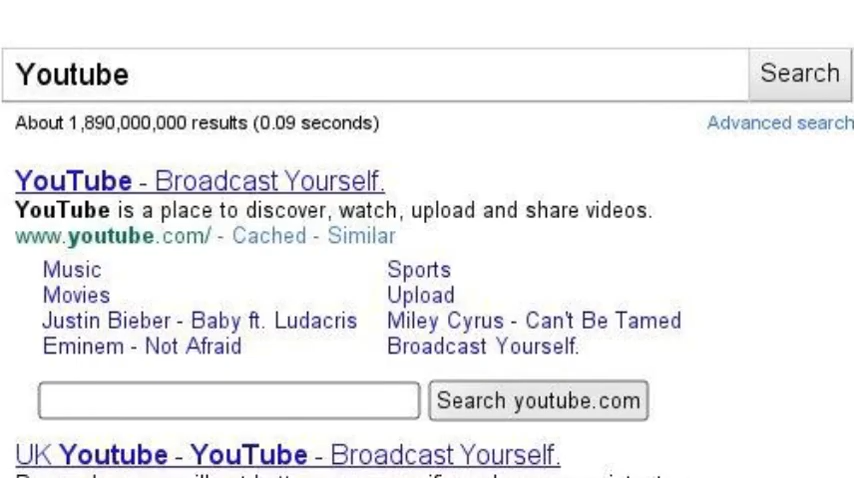 Youtube Search
About 1,890,000,000 results (0.09 seconds) Advanced search
YouTube - Broadcast Yourself.
YouTube is a place to discover, watch, upload and share videos.
www.youtube.com/ - Cached - Similar
Music Sports
Movies Upload
Justin Bieber - Baby ft. Ludacris Miley Cyrus - Can't Be Tamed
Eminem - Not Afraid Broadcast Yourself.
Search youtube.com
UK Youtube - YouTube - Broadcast Yourself.